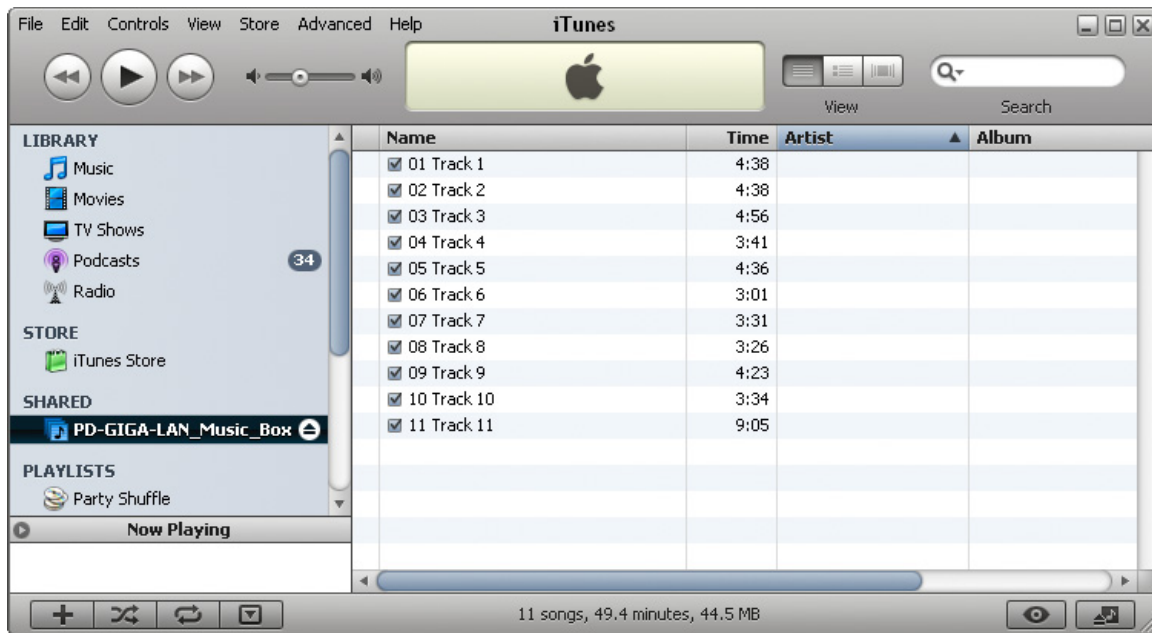 File Edit Controls View Store Advanced Help iTunes
View Search
LIBRARY
Music
Movies
TV Shows
Podcasts 34
Radio
STORE
iTunes Store
SHARED
PD-GIGA-LAN_Music_Box
PLAYLISTS
Party Shuffle
Now Playing
Name Time Artist Album
01 Track 1 4:38
02 Track 2 4:38
03 Track 3 4:56
04 Track 4 3:41
05 Track 5 4:36
06 Track 6 3:01
07 Track 7 3:31
08 Track 8 3:26
09 Track 9 4:23
10 Track 10 3:34
11 Track 11 9:05
11 songs, 49.4 minutes, 44.5 MB